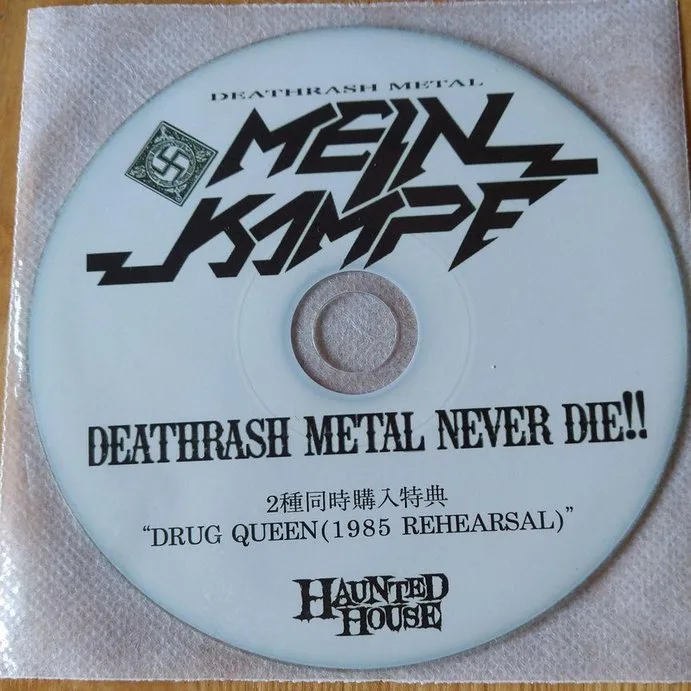 DEATHRASH METAL
MEIN
KAMPF
DEATHRASH METAL NEVER DIE!!
2種同時購入特典
“DRUG QUEEN(1985 REHEARSAL)”
HAUNTED
HOUSE